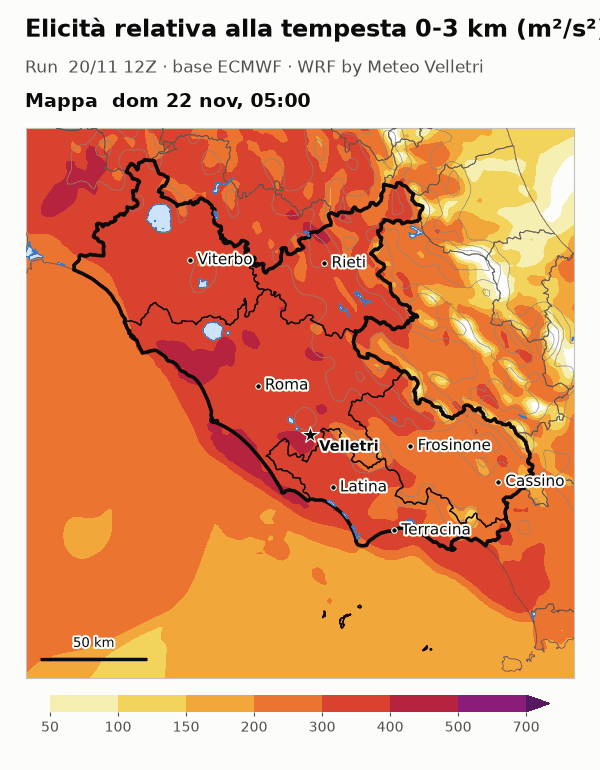 Elicità relativa alla tempesta 0-3 km (m²/s²)
Run 20/11 12Z · base ECMWF · WRF by Meteo Velletri
Mappa dom 22 nov, 05:00
Viterbo
Rieti
Roma
Velletri
Frosinone
Cassino
Latina
Terracina
50 km
50 100 150 200 300 400 500 700